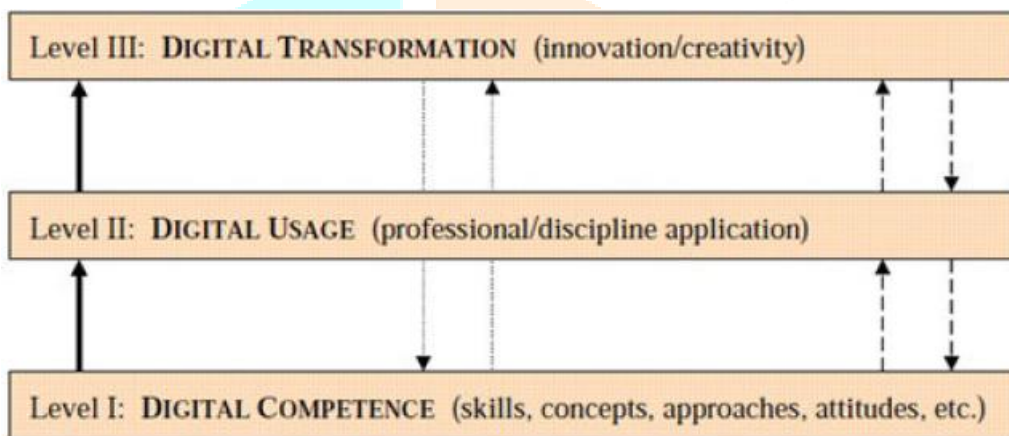 Level III: DIGITAL TRANSFORMATION (innovation/creativity)
Level II: DIGITAL USAGE (professional/discipline application)
Level I: DIGITAL COMPETENCE (skills, concepts, approaches, attitudes, etc.)